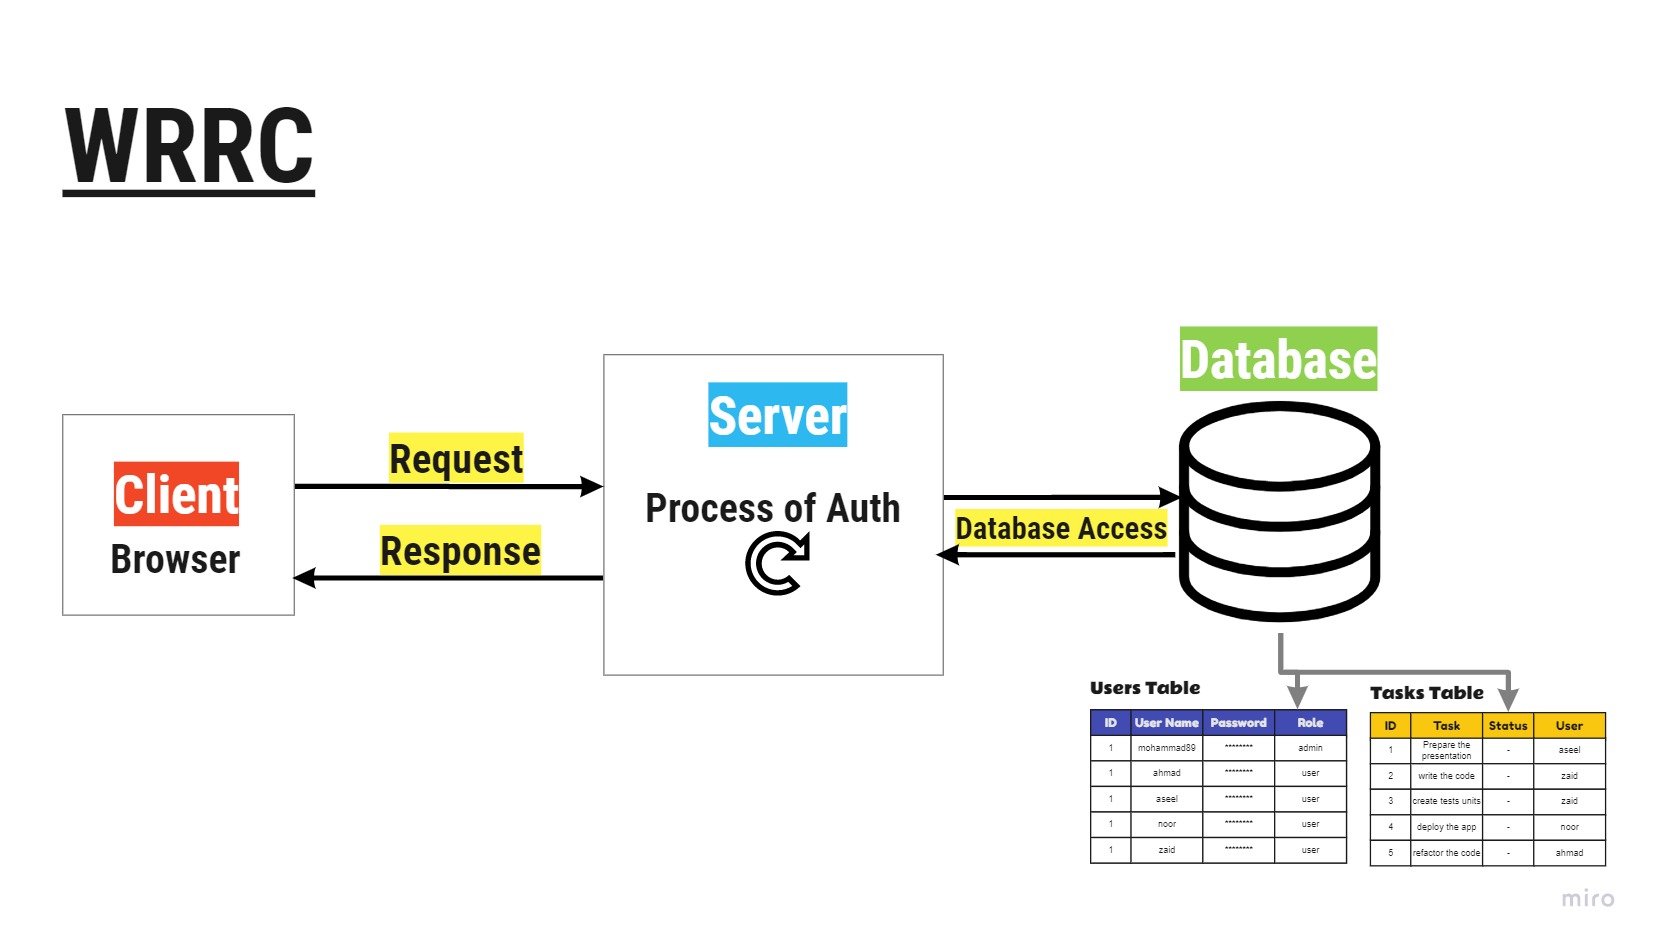 WRRC
Client
Browser
Request
Response
Server
Process of Auth
Database Access
Database
Users Table
ID User Name Password Role
1 mohammad89 ******** admin
1 ahmad ******** user
1 aseel ******** user
1 noor ******** user
1 zaid ******** user
Tasks Table
ID Task Status User
1 Prepare the presentation - aseel
2 write the code - zaid
3 create tests units - zaid
4 deploy the app - noor
5 refactor the code - ahmad
miro